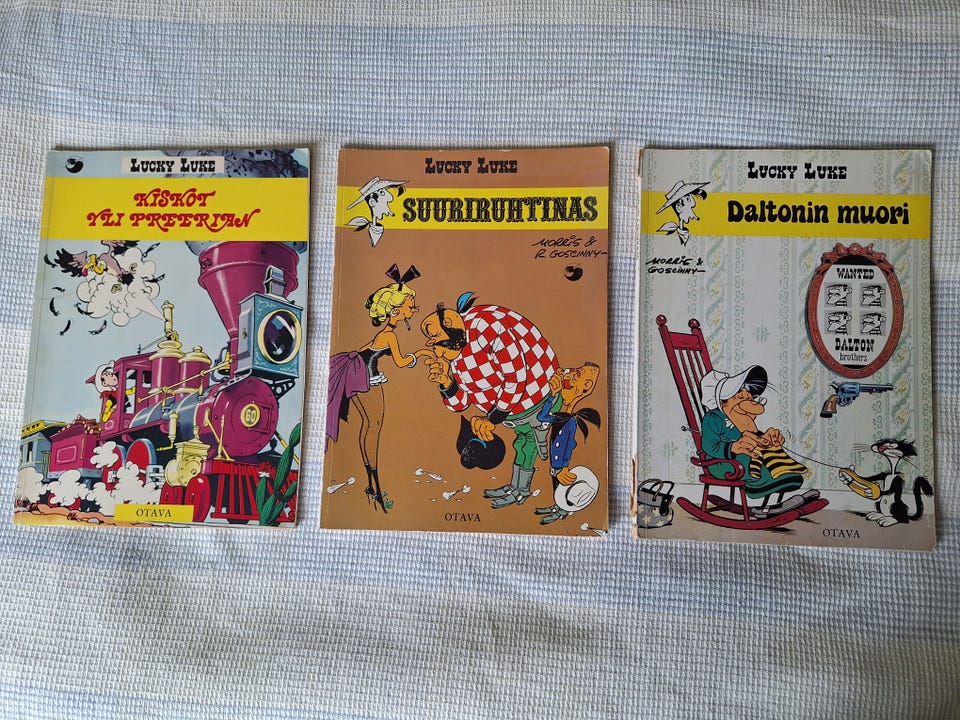 LUCKY LUKE
KISKOT
YLI PREERIAN
60
OTAVA
LUCKY LUKE
SUURIRUHTINAS
MORRIS &
R. GOSCINNY
OTAVA
LUCKY LUKE
Daltonin muori
MORRIS &
GOSCINNY
WANTED
DALTON
brothers
OTAVA